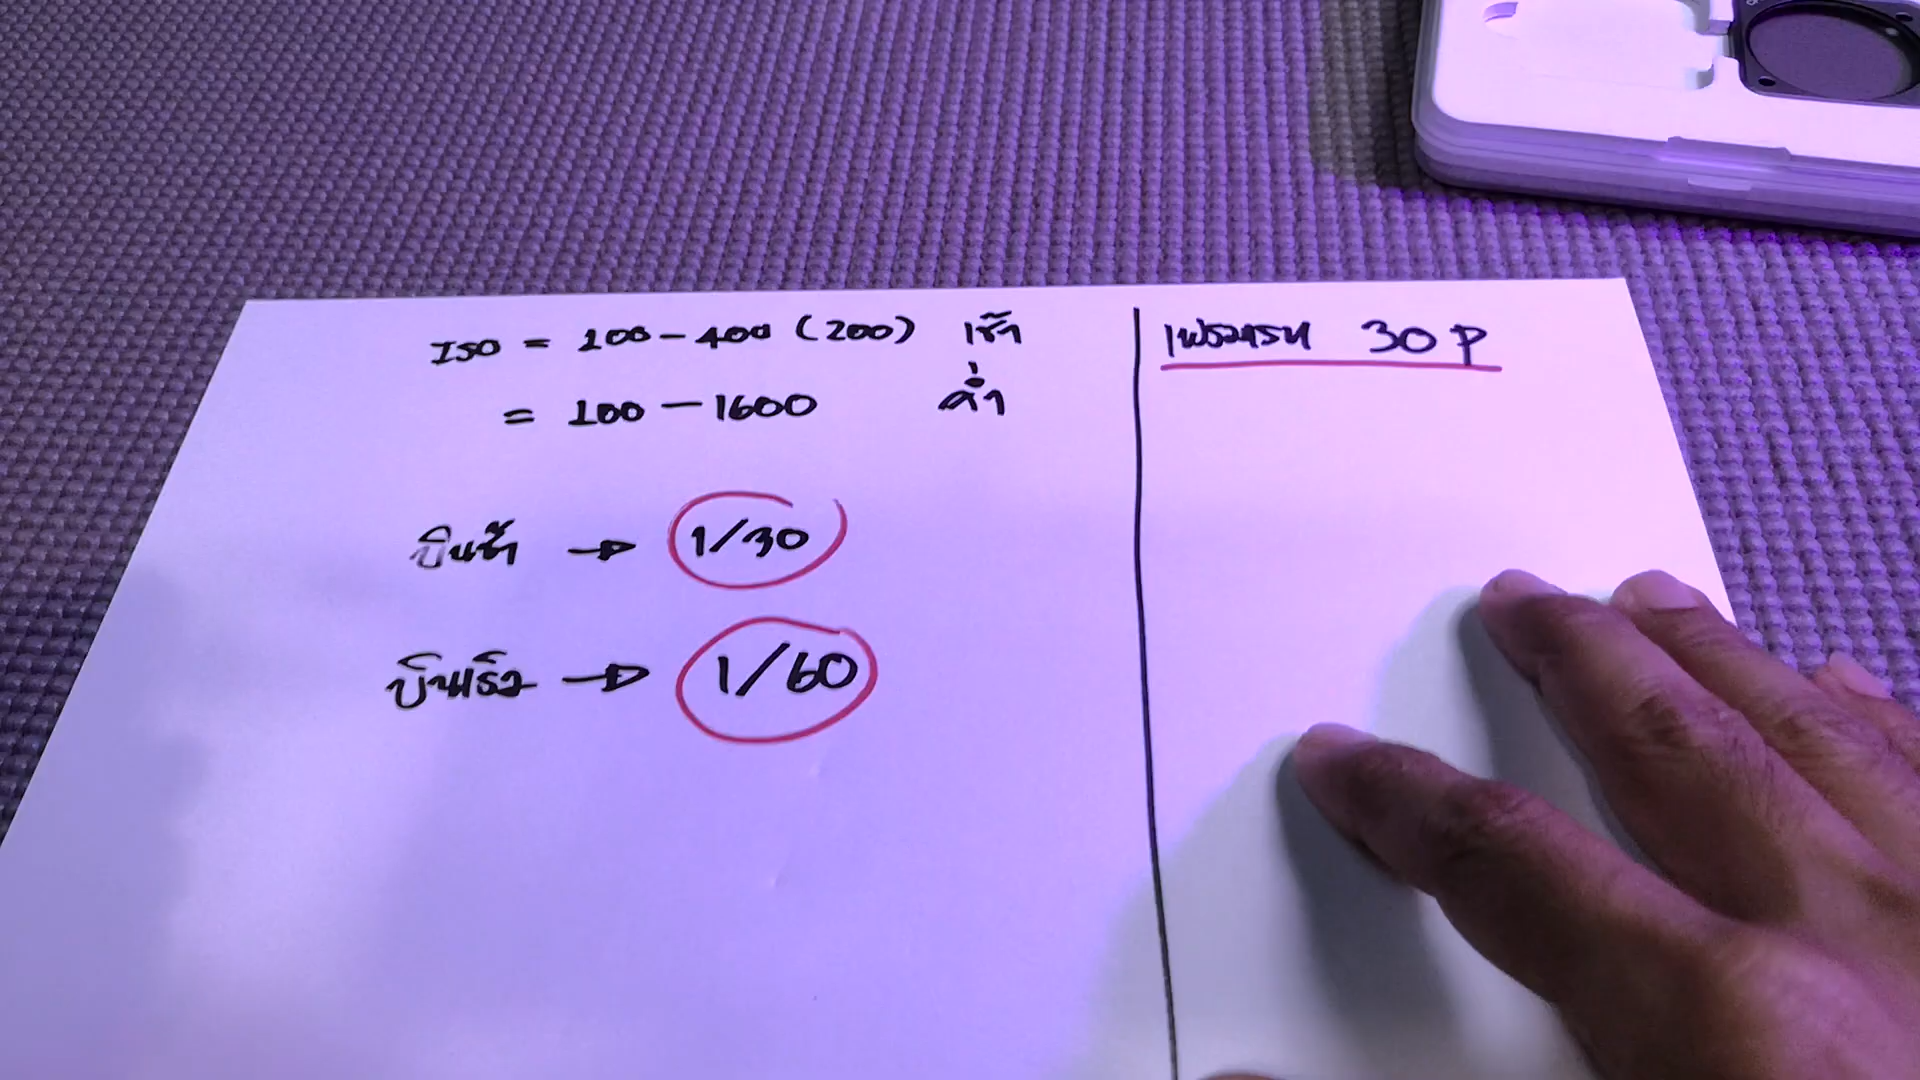 ISO = 100 - 400 (200) เช้า
= 100 - 1600 ค่ำ
บินช้า → 1/30
บินเร็ว → 1/60
เฟรมเรท 30 P